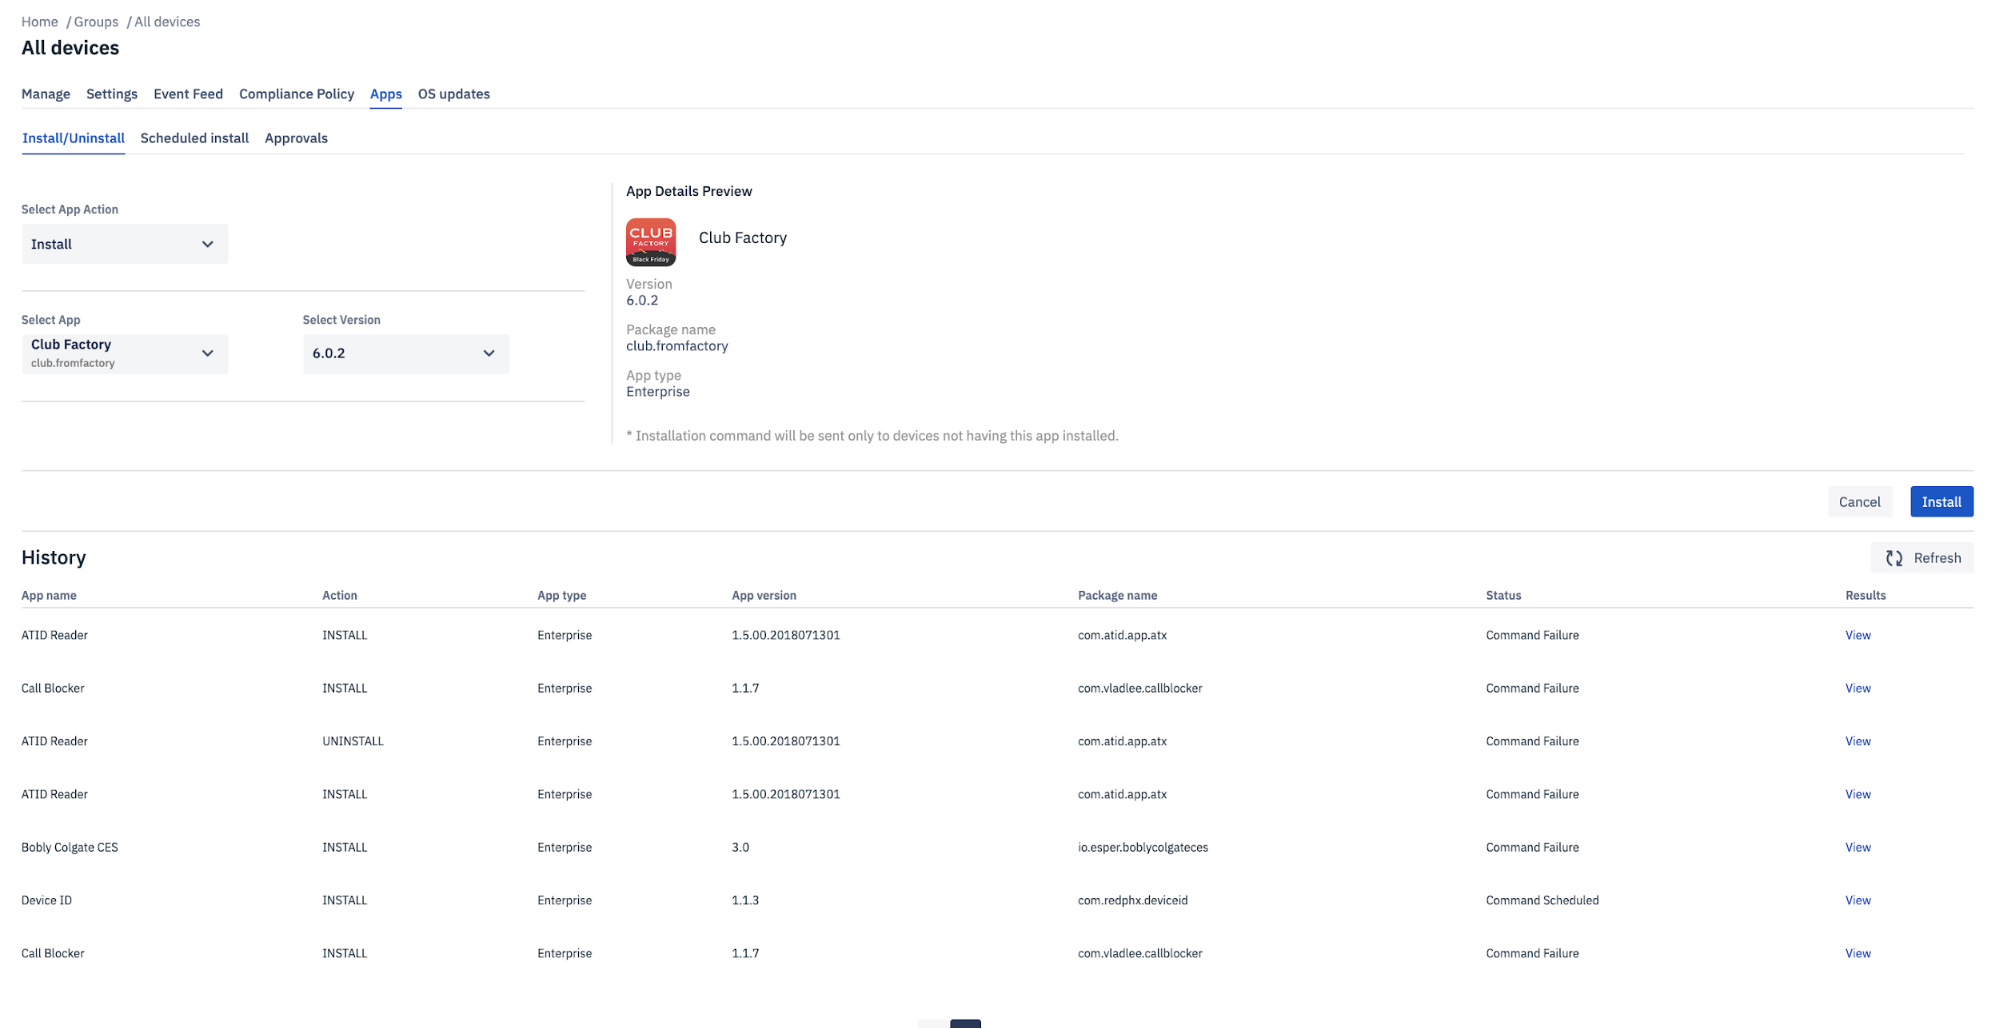 Home / Groups / All devices
All devices
Manage Settings Event Feed Compliance Policy Apps OS updates
Install/Uninstall Scheduled install Approvals
Select App Action
Install
Select App Select Version
Club Factory
club.fromfactory
6.0.2
App Details Preview
CLUB
FACTORY
Black Friday
Club Factory
Version
6.0.2
Package name
club.fromfactory
App type
Enterprise
* Installation command will be sent only to devices not having this app installed.
Cancel Install
History Refresh
App name Action App type App version Package name Status Results
ATID Reader INSTALL Enterprise 1.5.00.2018071301 com.atid.app.atx Command Failure View
Call Blocker INSTALL Enterprise 1.1.7 com.vladlee.callblocker Command Failure View
ATID Reader UNINSTALL Enterprise 1.5.00.2018071301 com.atid.app.atx Command Failure View
ATID Reader INSTALL Enterprise 1.5.00.2018071301 com.atid.app.atx Command Failure View
Bobly Colgate CES INSTALL Enterprise 3.0 io.esper.boblycolgateces Command Failure View
Device ID INSTALL Enterprise 1.1.3 com.redphx.deviceid Command Scheduled View
Call Blocker INSTALL Enterprise 1.1.7 com.vladlee.callblocker Command Failure View